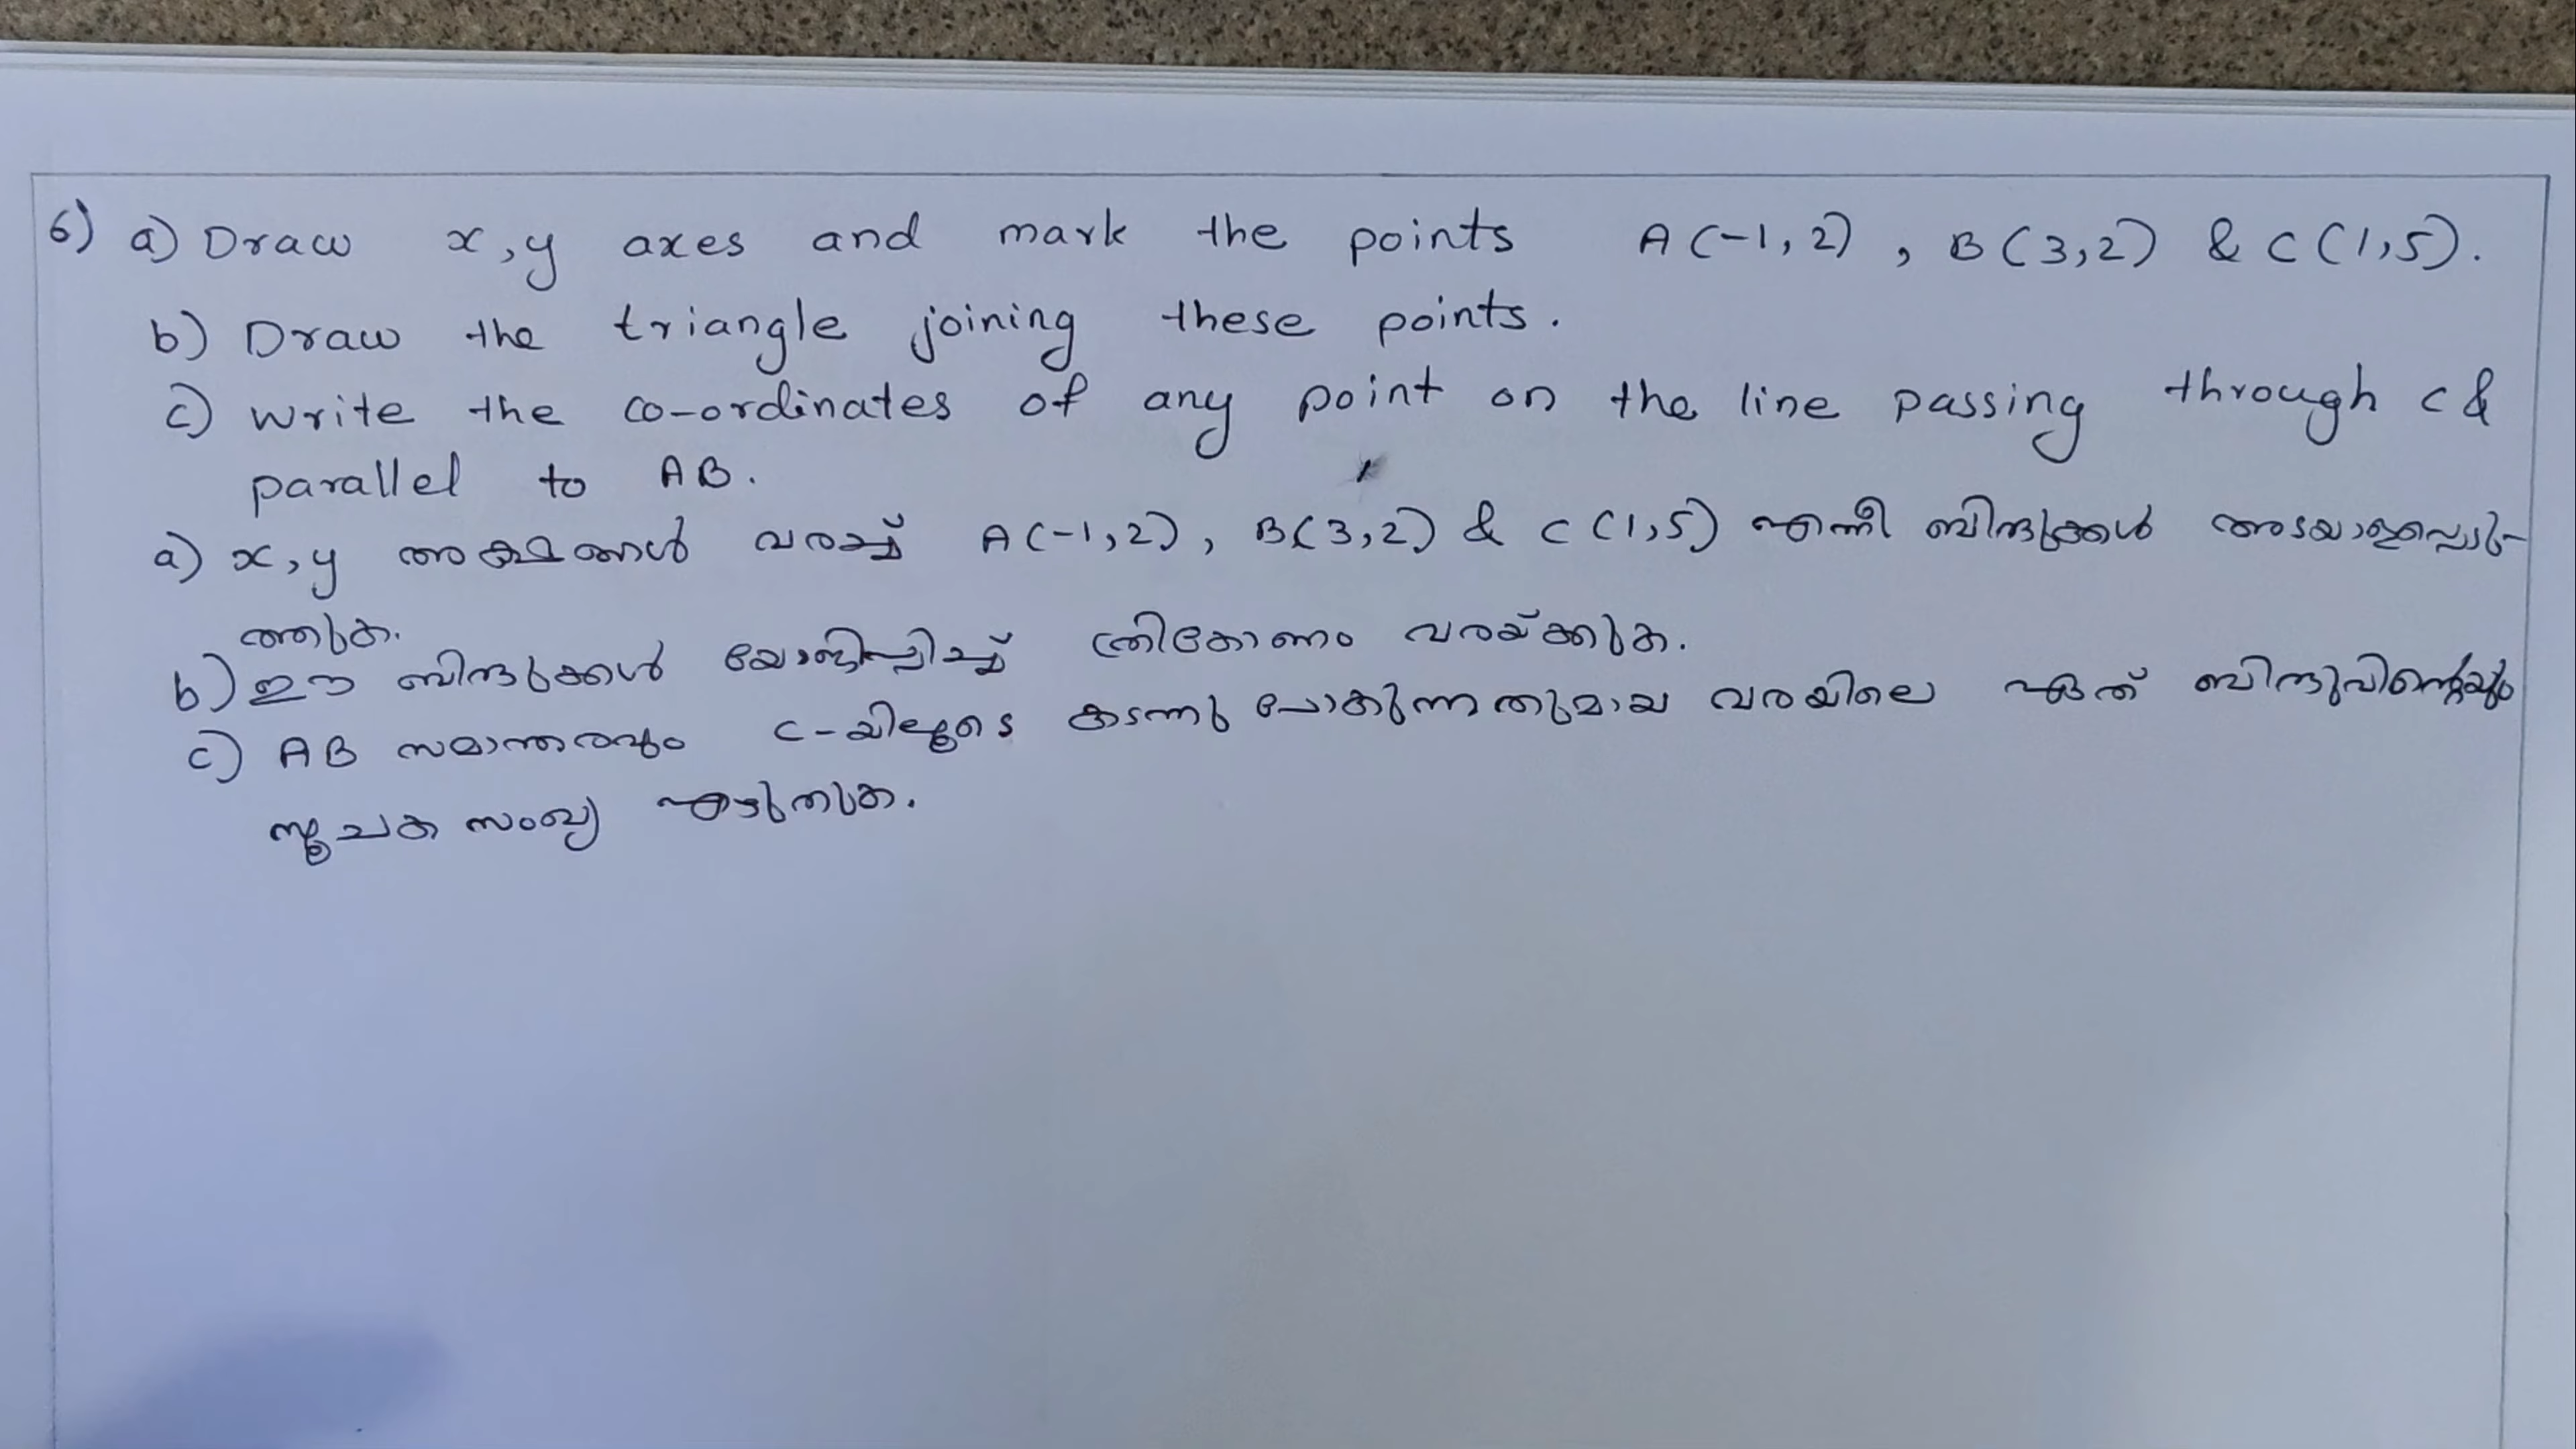 6) a) Draw x,y axes and mark the points A(-1,2), B(3,2) & C(1,5).
b) Draw the triangle joining these points.
c) write the co-ordinates of any point on the line passing through c &
parallel to AB.
a) x,y അക്ഷങ്ങൾ വരച്ച് A(-1,2), B(3,2) & C(1,5) എന്നീ ബിന്ദുക്കൾ അടയാളപ്പെടു-
ത്തുക.
b) ഈ ബിന്ദുക്കൾ യോജിപ്പിച്ച് ത്രികോണം വരയ്ക്കുക.
c) AB സമാന്തരവും C-യിലൂടെ കടന്നു പോകുന്നതുമായ വരയിലെ ഏത് ബിന്ദുവിന്റെയും
സൂചക സംഖ്യ എഴുതുക.